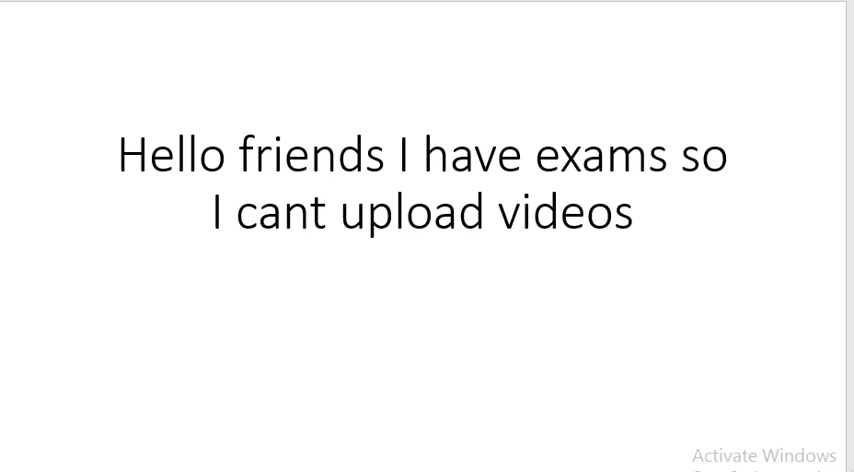 Hello friends I have exams so
I cant upload videos
Activate Windows